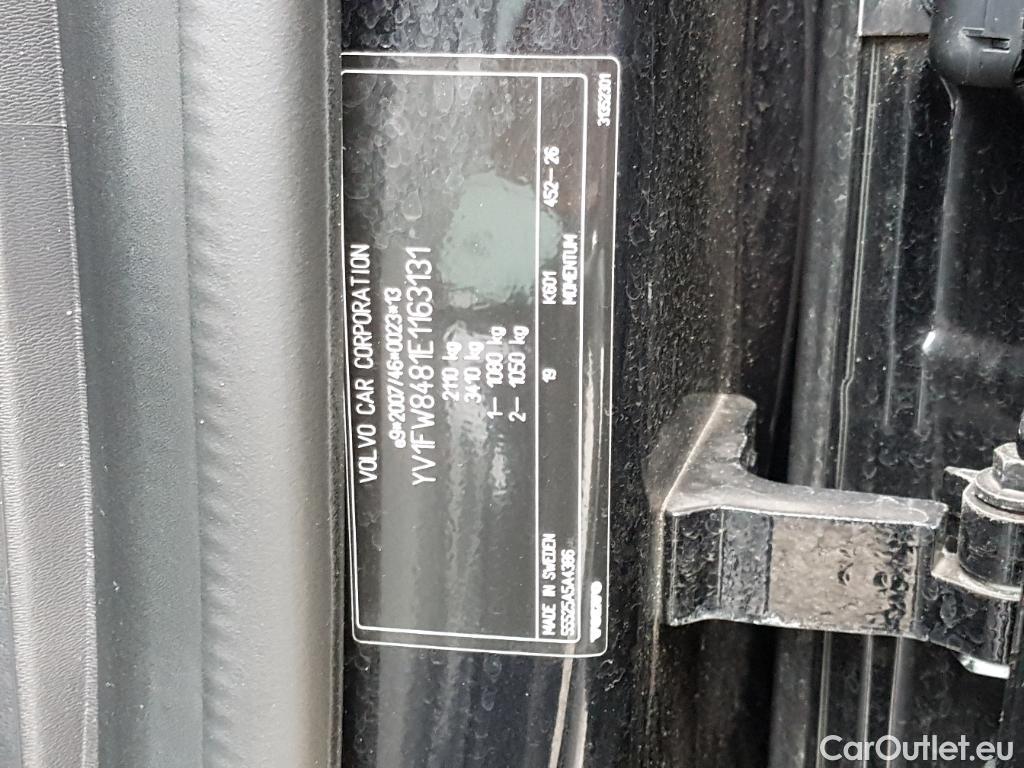 VOLVO CAR CORPORATION
e9*2007/46*0023*13
YV1FW8481E1163131
2110 kg
3410 kg
1- 1080 kg
2- 1050 kg
MADE IN SWEDEN 19 K601 452-26
MOMENTUM
VOLVO 31352301
CarOutlet.eu